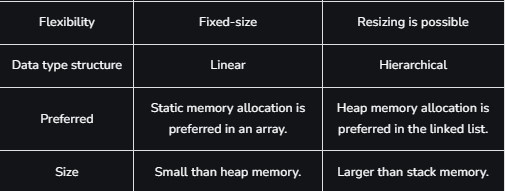 Flexibility Fixed-size Resizing is possible
Data type structure Linear Hierarchical
Preferred Static memory allocation is preferred in an array. Heap memory allocation is preferred in the linked list.
Size Small than heap memory. Larger than stack memory.